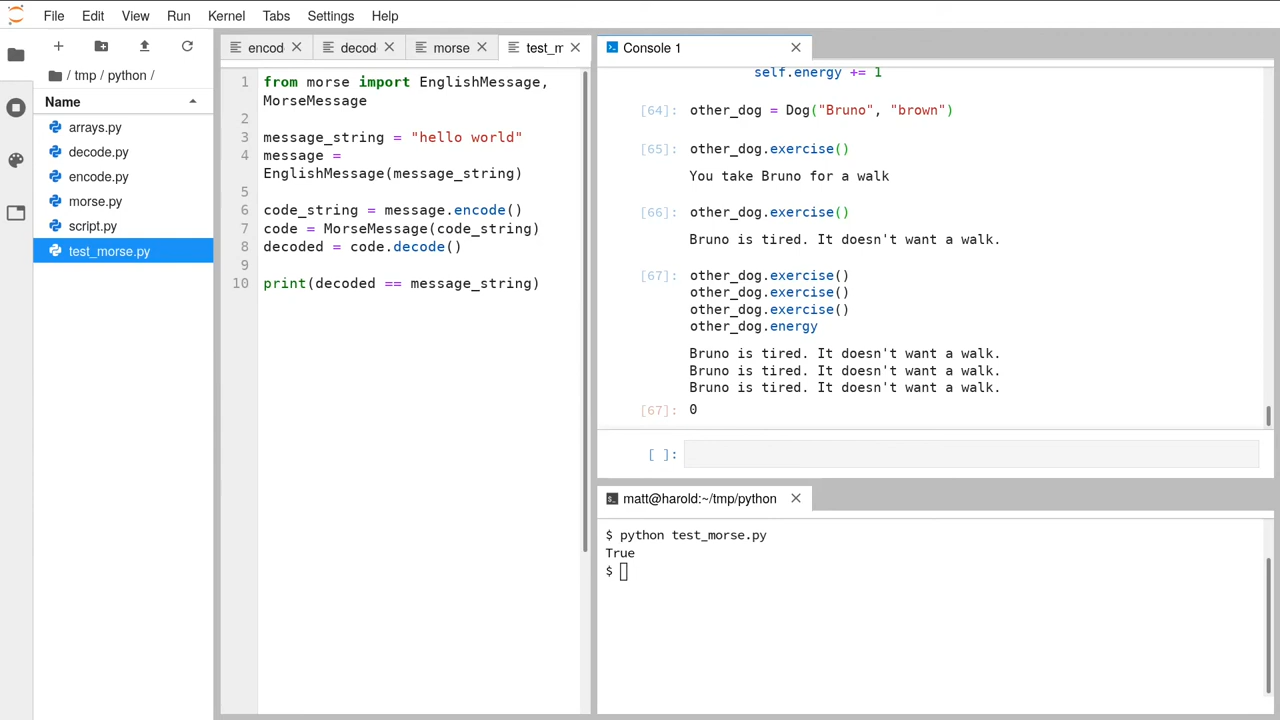 File Edit View Run Kernel Tabs Settings Help
/ tmp / python /
Name
arrays.py
decode.py
encode.py
morse.py
script.py
test_morse.py
encod
decod
morse
test_m
1 from morse import EnglishMessage,
MorseMessage
2
3 message_string = "hello world"
4 message =
EnglishMessage(message_string)
5
6 code_string = message.encode()
7 code = MorseMessage(code_string)
8 decoded = code.decode()
9
10 print(decoded == message_string)
Console 1
self.energy += 1
[64]: other_dog = Dog("Bruno", "brown")
[65]: other_dog.exercise()
You take Bruno for a walk
[66]: other_dog.exercise()
Bruno is tired. It doesn't want a walk.
[67]: other_dog.exercise()
other_dog.exercise()
other_dog.exercise()
other_dog.energy
Bruno is tired. It doesn't want a walk.
Bruno is tired. It doesn't want a walk.
Bruno is tired. It doesn't want a walk.
[67]: 0
[ ]:
matt@harold:~/tmp/python
$ python test_morse.py
True
$